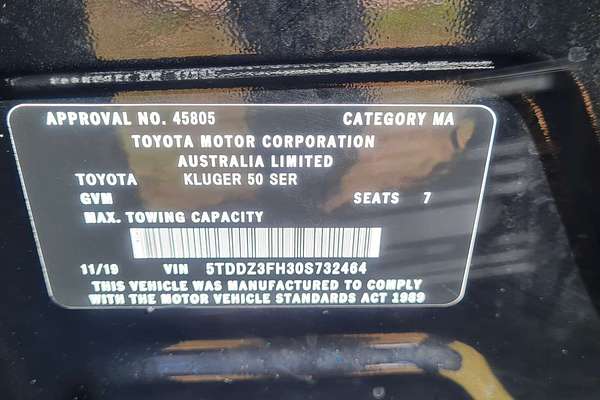 APPROVAL NO. 45805 CATEGORY MA
TOYOTA MOTOR CORPORATION
AUSTRALIA LIMITED
TOYOTA KLUGER 50 SER
GVM SEATS 7
MAX. TOWING CAPACITY
11/19 VIN 5TDDZ3FH30S732464
THIS VEHICLE WAS MANUFACTURED TO COMPLY
WITH THE MOTOR VEHICLE STANDARDS ACT 1989